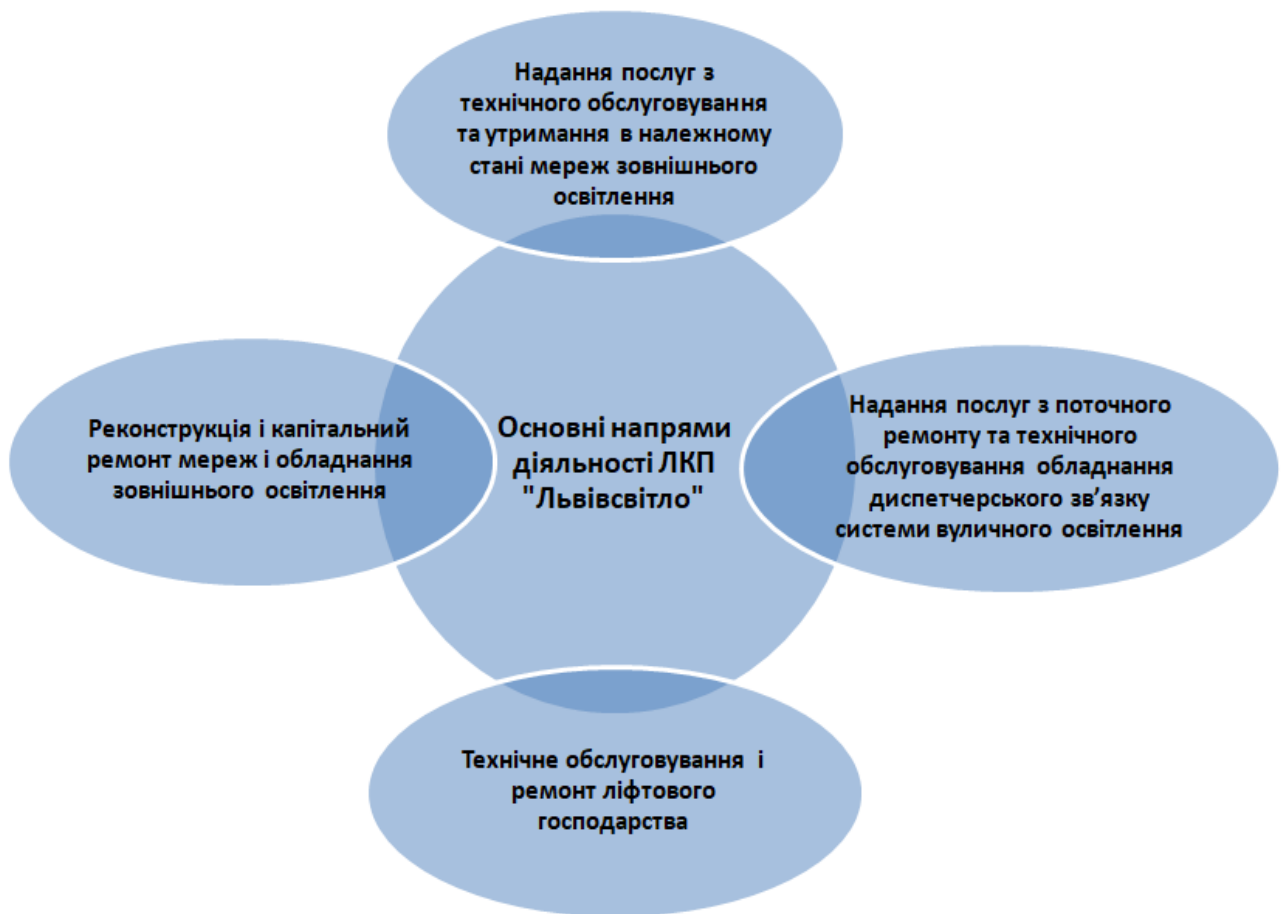 Надання послуг з
технічного обслуговування
та утримання в належному
стані мереж зовнішнього
освітлення
Реконструкція і капітальний
ремонт мереж і обладнання
зовнішнього освітлення
Основні напрями
діяльності ЛКП
"Львівсвітло"
Надання послуг з поточного
ремонту та технічного
обслуговування обладнання
диспетчерського зв’язку
системи вуличного освітлення
Технічне обслуговування і
ремонт ліфтового
господарства